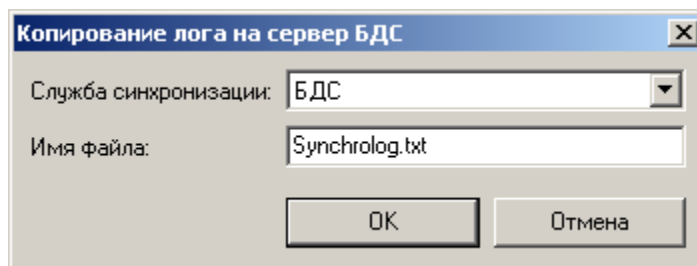 Копирование лога на сервер БДС
Служба синхронизации: БДС
Имя файла: Synchrolog.txt
OK Отмена